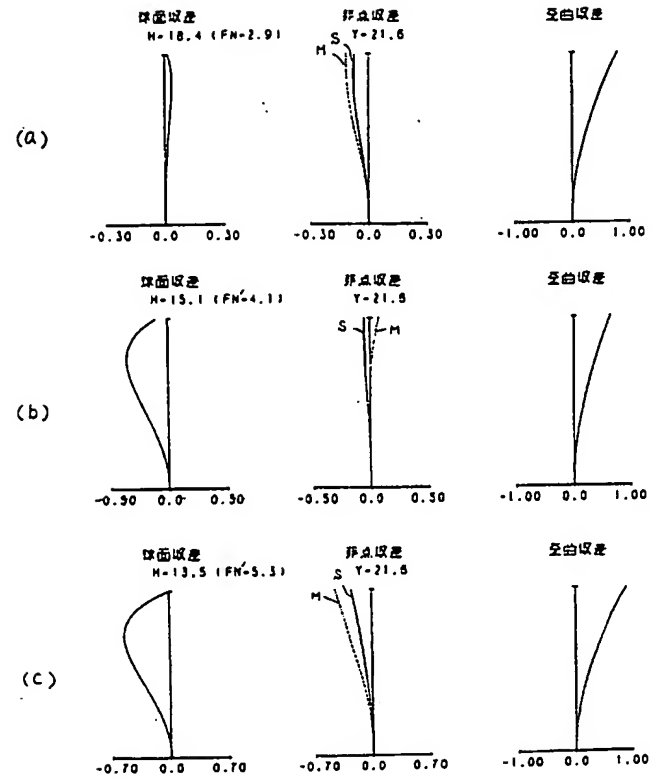 球面収差 非点収差 歪曲収差
H=18.4 (FN=2.9) Y=21.6
S
M
(a)
-0.30 0.0 0.30 -0.30 0.0 0.30 -1.00 0.0 1.00
球面収差 非点収差 歪曲収差
H=15.1 (FN'=4.1) Y=21.6
S M
(b)
-0.50 0.0 0.50 -0.50 0.0 0.50 -1.00 0.0 1.00
球面収差 非点収差 歪曲収差
H=13.5 (FN'=5.3) Y=21.6
S
M
(c)
-0.70 0.0 0.70 -0.70 0.0 0.70 -1.00 0.0 1.00